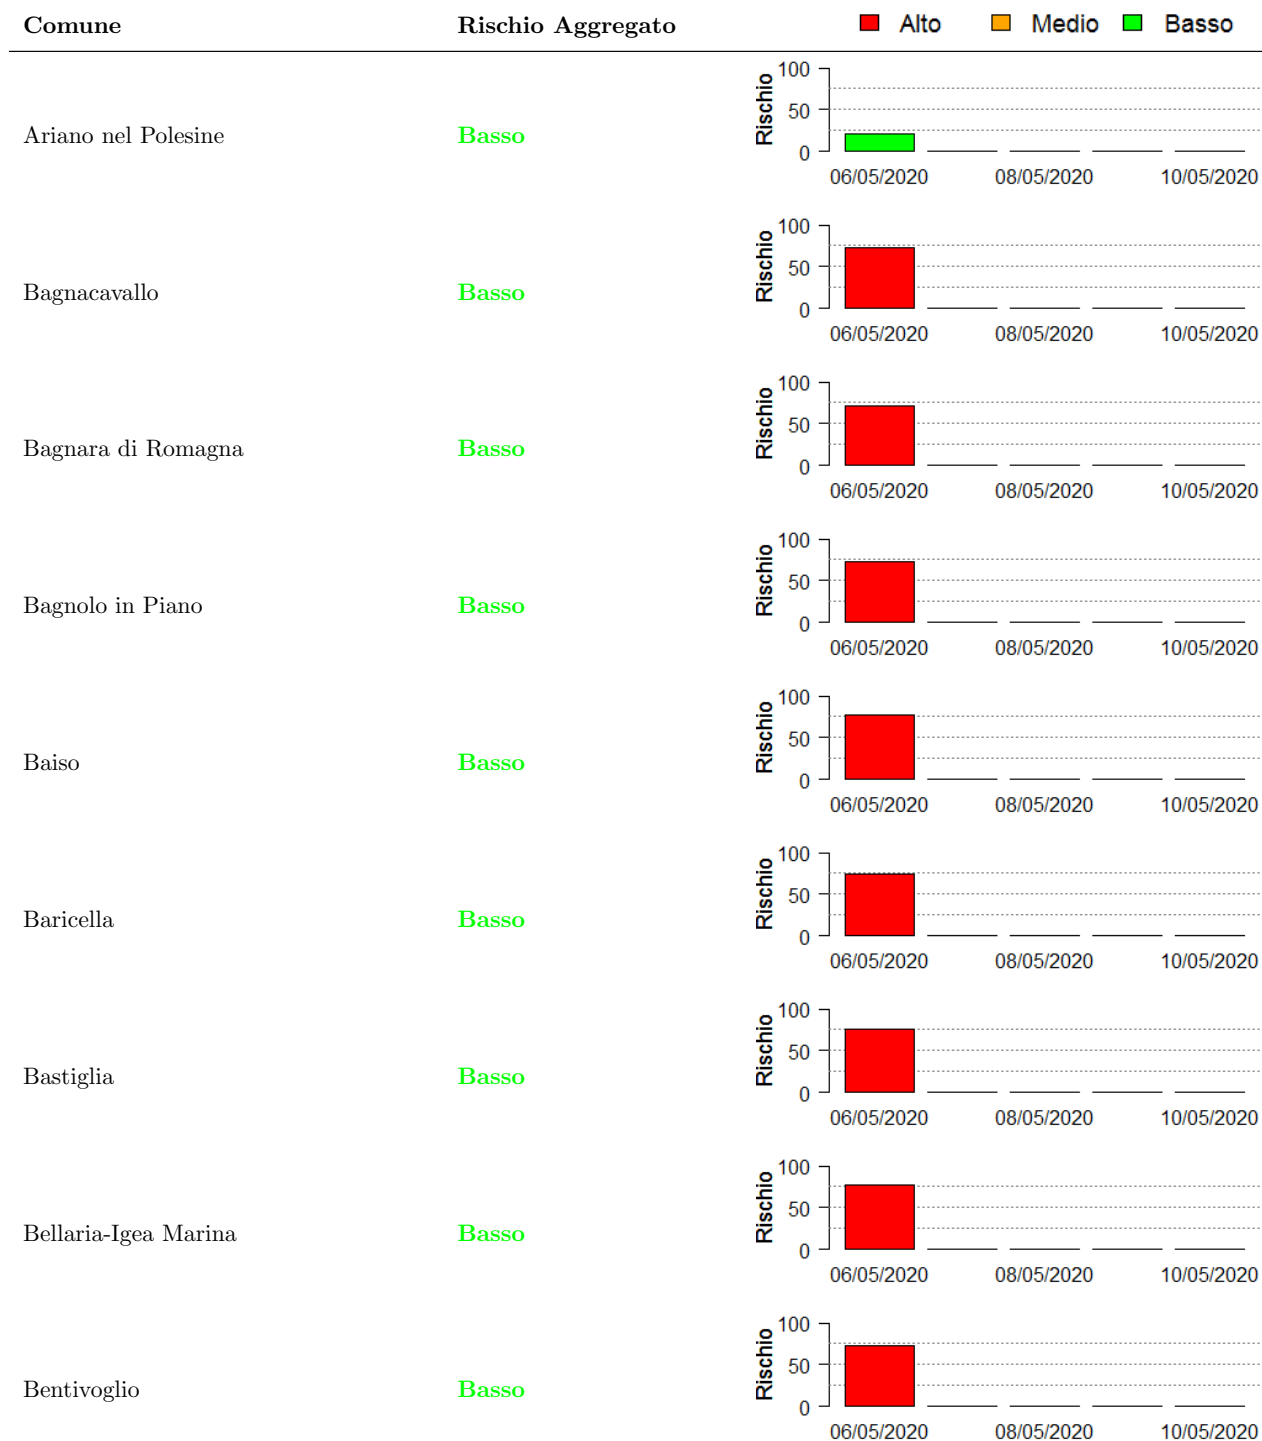 Comune Rischio Aggregato Alto Medio Basso
100
Rischio
50
Ariano nel Polesine Basso
0
06/05/2020 08/05/2020 10/05/2020
100
Rischio
50
Bagnacavallo Basso
0
06/05/2020 08/05/2020 10/05/2020
100
Rischio
50
Bagnara di Romagna Basso
0
06/05/2020 08/05/2020 10/05/2020
100
Rischio
50
Bagnolo in Piano Basso
0
06/05/2020 08/05/2020 10/05/2020
100
Rischio
50
Baiso Basso
0
06/05/2020 08/05/2020 10/05/2020
100
Rischio
50
Baricella Basso
0
06/05/2020 08/05/2020 10/05/2020
100
Rischio
50
Bastiglia Basso
0
06/05/2020 08/05/2020 10/05/2020
100
Rischio
50
Bellaria-Igea Marina Basso
0
06/05/2020 08/05/2020 10/05/2020
100
Rischio
50
Bentivoglio Basso
0
06/05/2020 08/05/2020 10/05/2020